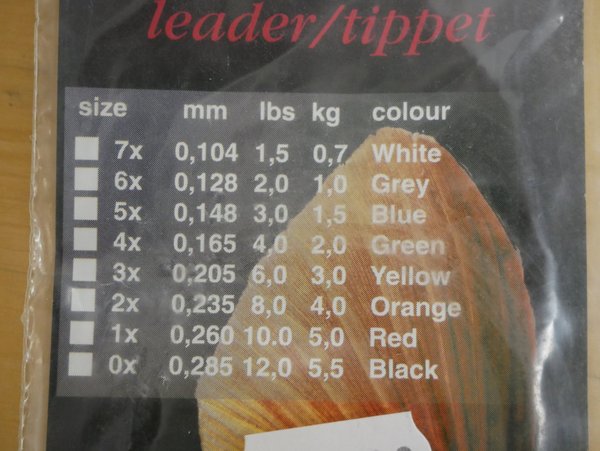 leader/tippet
size mm lbs kg colour
7x 0,104 1,5 0,7 White
6x 0,128 2,0 1,0 Grey
5x 0,148 3,0 1,5 Blue
4x 0,165 4,0 2,0 Green
3x 0,205 6,0 3,0 Yellow
2x 0,235 8,0 4,0 Orange
1x 0,260 10.0 5,0 Red
0x 0,285 12,0 5,5 Black